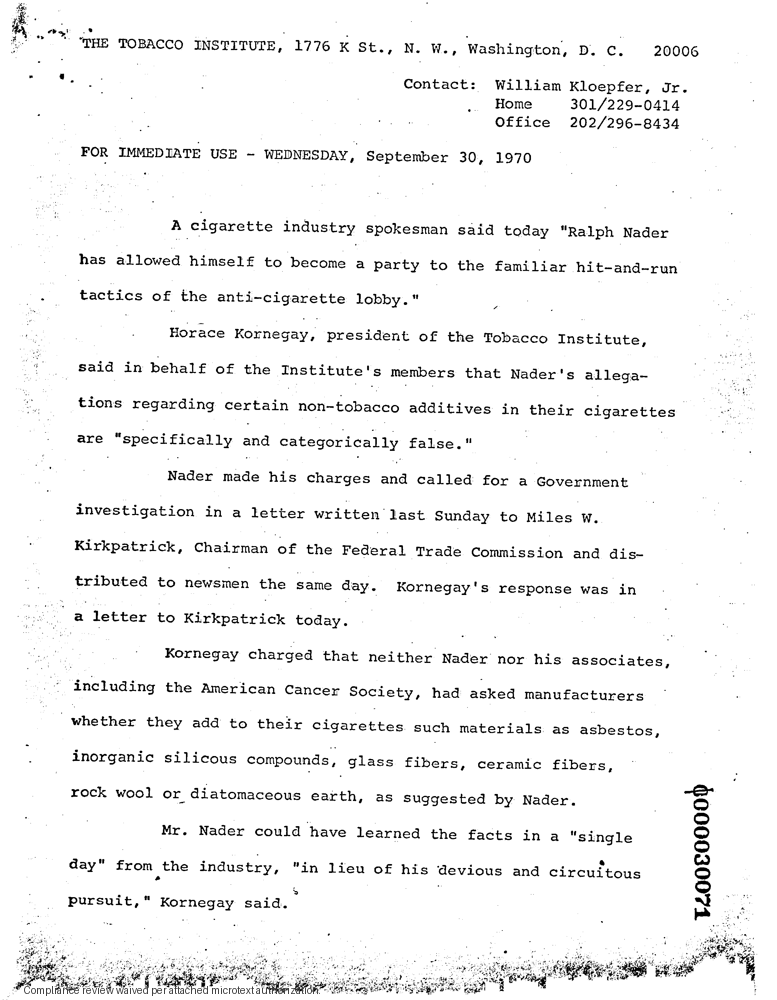 THE TOBACCO INSTITUTE, 1776 K St., N. W., Washington, D. C. 20006
Contact: William Kloepfer, Jr.
Home 301/229-0414
Office 202/296-8434
FOR IMMEDIATE USE - WEDNESDAY, September 30, 1970
A cigarette industry spokesman said today "Ralph Nader
has allowed himself to become a party to the familiar hit-and-run
tactics of the anti-cigarette lobby."
Horace Kornegay, president of the Tobacco Institute,
said in behalf of the Institute's members that Nader's allega-
tions regarding certain non-tobacco additives in their cigarettes
are "specifically and categorically false."
Nader made his charges and called for a Government
investigation in a letter written last Sunday to Miles W.
Kirkpatrick, Chairman of the Federal Trade Commission and dis-
tributed to newsmen the same day. Kornegay's response was in
a letter to Kirkpatrick today.
Kornegay charged that neither Nader nor his associates,
including the American Cancer Society, had asked manufacturers
whether they add to their cigarettes such materials as asbestos,
inorganic silicous compounds, glass fibers, ceramic fibers,
rock wool or diatomaceous earth, as suggested by Nader.
Mr. Nader could have learned the facts in a "single
day" from the industry, "in lieu of his devious and circuitous
pursuit," Kornegay said.
0000030071
Compliance review waived per attached microtext authorization.